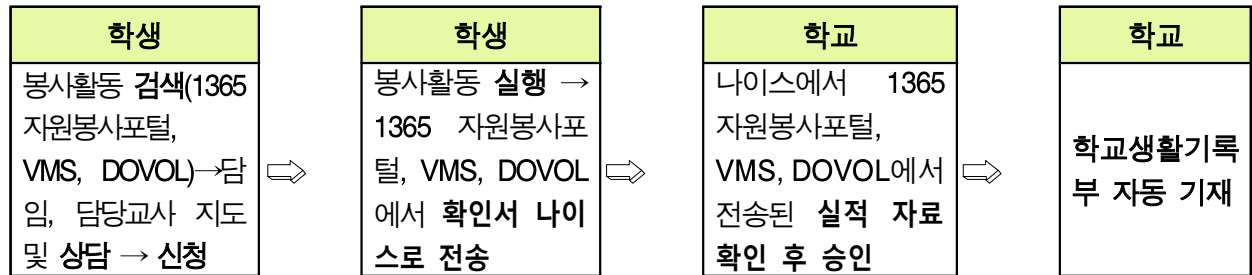 학생
봉사활동 검색(1365
자원봉사포털,
VMS, DOVOL)→담
임, 담당교사 지도
및 상담 → 신청
⇨
학생
봉사활동 실행 →
1365 자원봉사포
털, VMS, DOVOL
에서 확인서 나이
스로 전송
⇨
학교
나이스에서 1365
자원봉사포털,
VMS, DOVOL에서
전송된 실적 자료
확인 후 승인
⇨
학교
학교생활기록
부 자동 기재